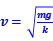 v = √(mg/k)